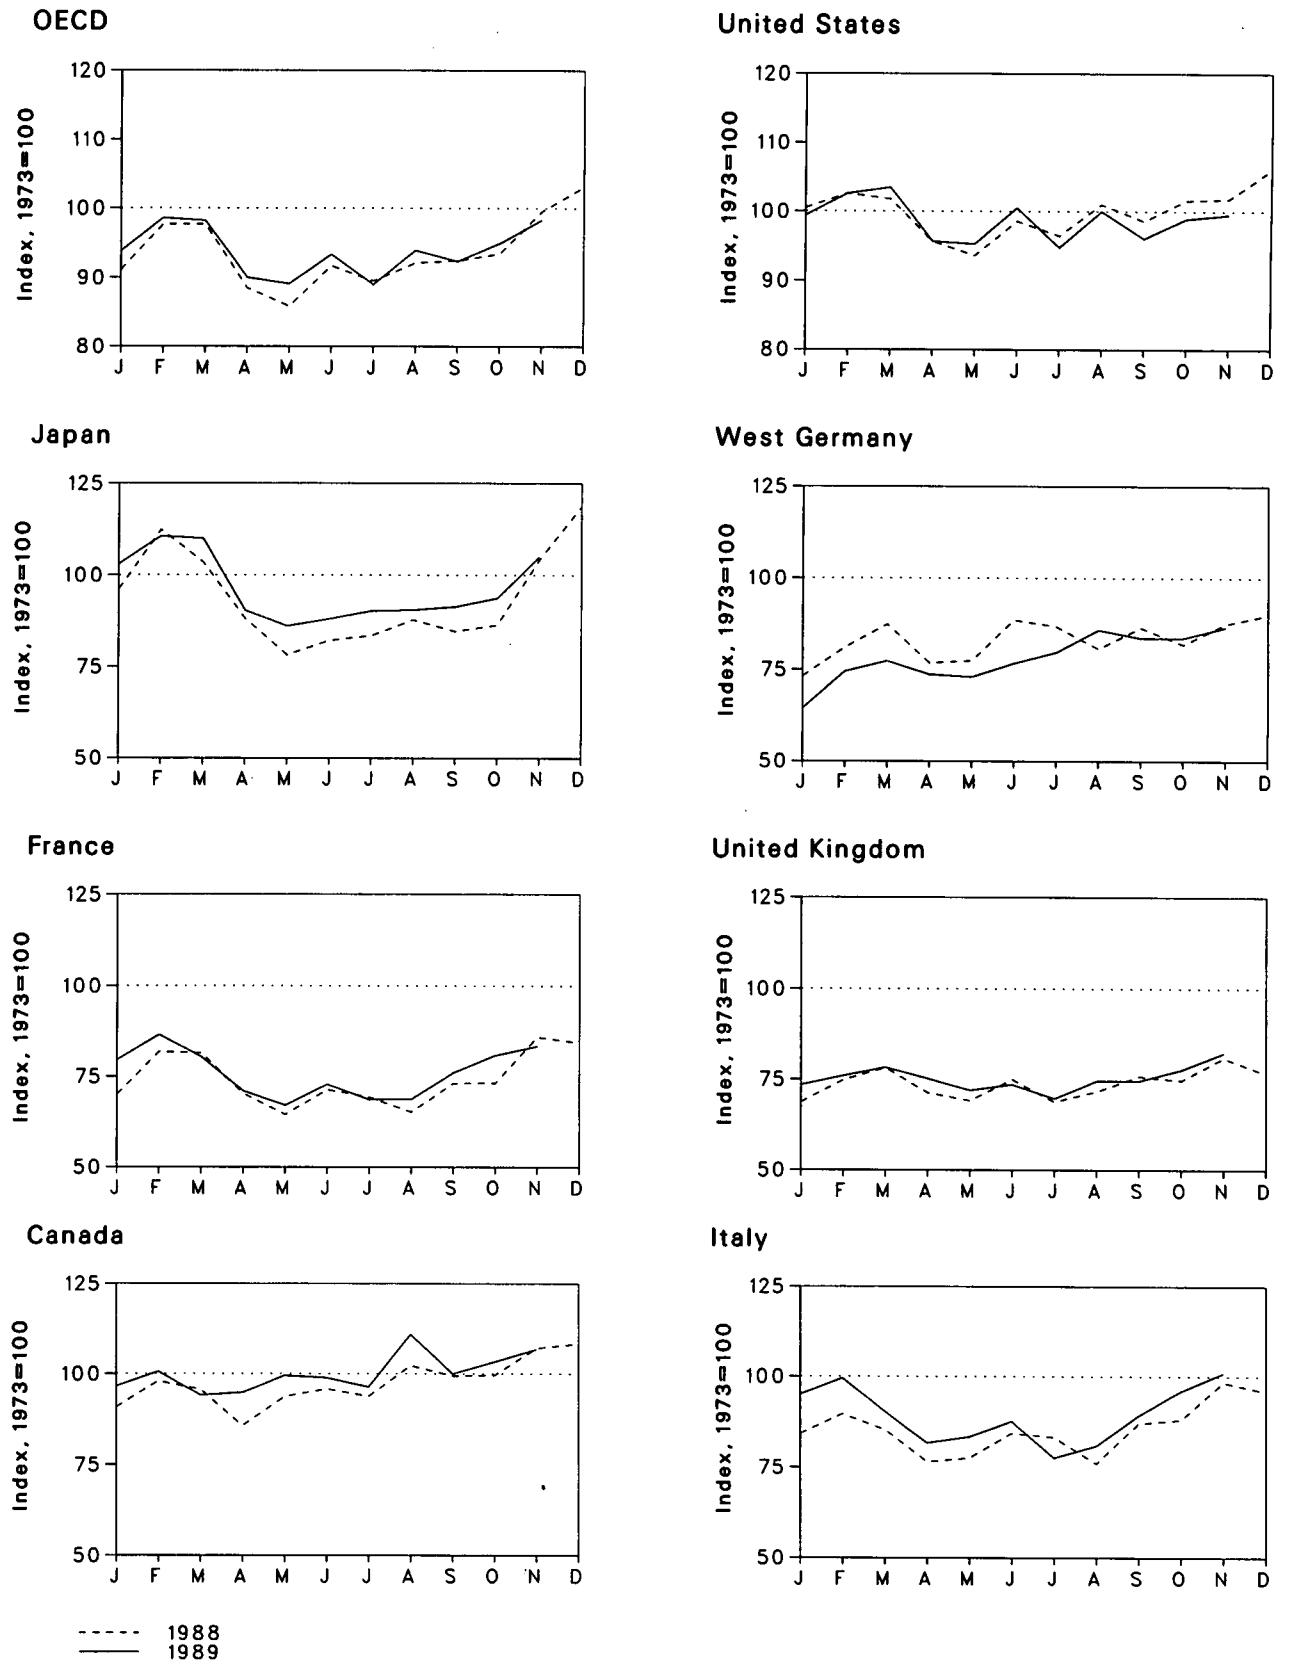 OECD
Index, 1973=100
120
110
100
90
80
J F M A M J J A S O N D
United States
Index, 1973=100
120
110
100
90
80
J F M A M J J A S O N D
Japan
Index, 1973=100
125
100
75
50
J F M A M J J A S O N D
West Germany
Index, 1973=100
125
100
75
50
J F M A M J J A S O N D
France
Index, 1973=100
125
100
75
50
J F M A M J J A S O N D
United Kingdom
Index, 1973=100
125
100
75
50
J F M A M J J A S O N D
Canada
Index, 1973=100
125
100
75
50
J F M A M J J A S O N D
Italy
Index, 1973=100
125
100
75
50
J F M A M J J A S O N D
1988
1989